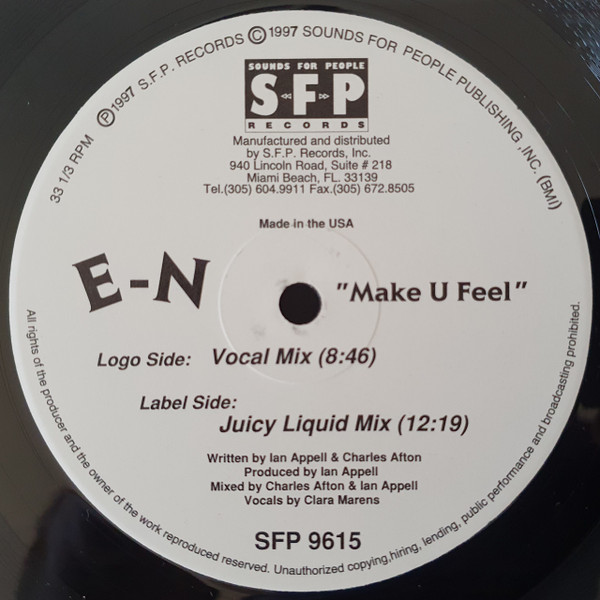 33 1/3 RPM
Ⓟ1997 S.F.P. RECORDS ©1997 SOUNDS FOR PEOPLE PUBLISHING ,INC. (BMI)
SOUNDS FOR PEOPLE
SFP
RECORDS
Manufactured and distributed
by S.F.P. Records, Inc.
940 Lincoln Road, Suite # 218
Miami Beach, FL. 33139
Tel.(305) 604.9911 Fax.(305) 672.8505
Made in the USA
E-N
"Make U Feel"
Logo Side: Vocal Mix (8:46)
Label Side:
Juicy Liquid Mix (12:19)
Written by Ian Appell & Charles Afton
Produced by Ian Appell
Mixed by Charles Afton & Ian Appell
Vocals by Clara Marens
SFP 9615
All rights of the producer and the owner of the work reproduced reserved. Unauthorized copying,hiring, lending, public performance and broadcasting prohibited.